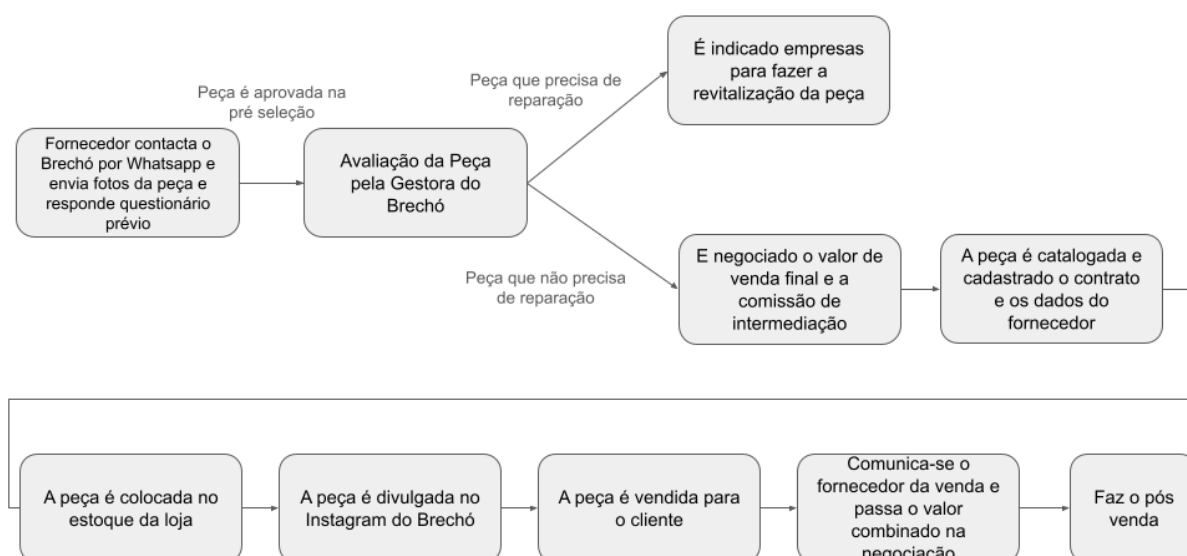 Peça é aprovada na
pré seleção
Fornecedor contacta o
Brechó por Whatsapp e
envia fotos da peça e
responde questionário
prévio
Avaliação da Peça
pela Gestora do
Brechó
Peça que precisa de
reparação
É indicado empresas
para fazer a
revitalização da peça
Peça que não precisa
de reparação
E negociado o valor de
venda final e a
comissão de
intermediação
A peça é catalogada e
cadastrado o contrato
e os dados do
fornecedor
A peça é colocada no
estoque da loja
A peça é divulgada no
Instagram do Brechó
A peça é vendida para
o cliente
Comunica-se o
fornecedor da venda e
passa o valor
combinado na
negociação
Faz o pós
venda